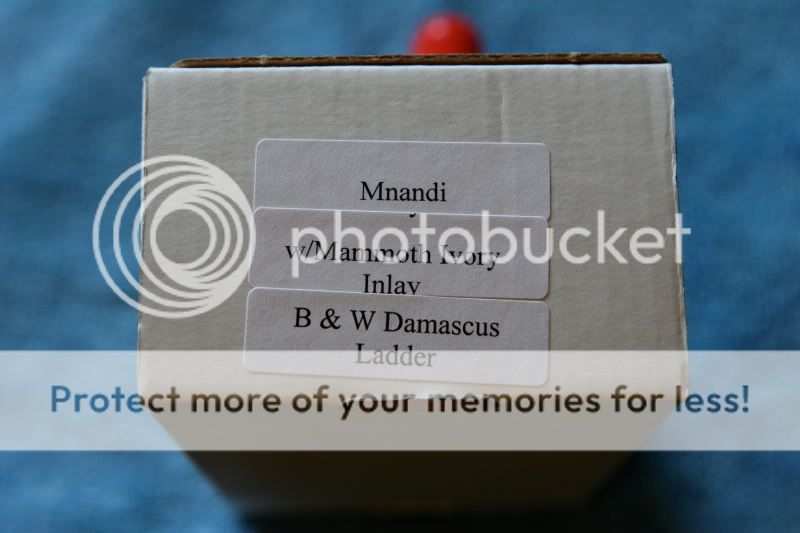 Mnandi
w/Mammoth Ivory
Inlay
B & W Damascus
Ladder
photobucket
Protect more of your memories for less!